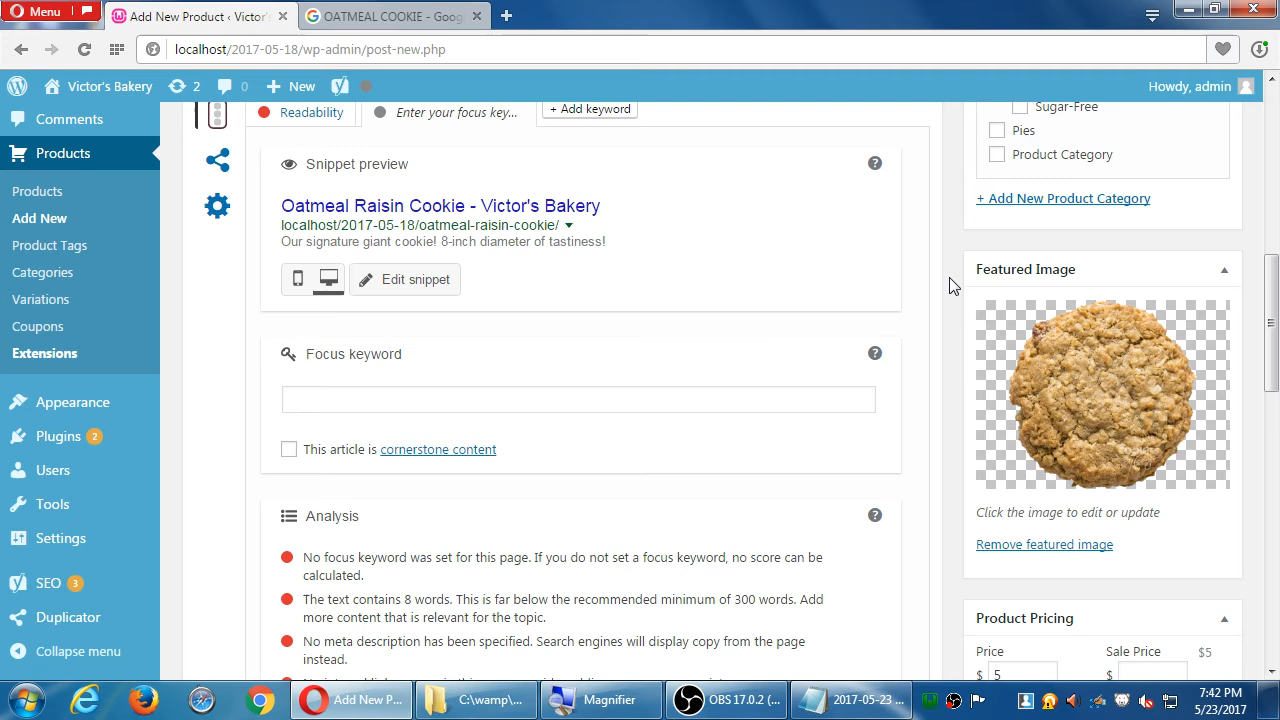 Menu
Add New Product ‹ Victor's
OATMEAL COOKIE - Goog
localhost/2017-05-18/wp-admin/post-new.php
Victor's Bakery
2
0
New
Howdy, admin
Comments
Products
Products
Add New
Product Tags
Categories
Variations
Coupons
Extensions
Appearance
Plugins 2
Users
Tools
Settings
SEO 3
Duplicator
Collapse menu
Readability
Enter your focus key...
+ Add keyword
Snippet preview
Oatmeal Raisin Cookie - Victor's Bakery
localhost/2017-05-18/oatmeal-raisin-cookie/
Our signature giant cookie! 8-inch diameter of tastiness!
Edit snippet
Focus keyword
This article is cornerstone content
Analysis
No focus keyword was set for this page. If you do not set a focus keyword, no score can be
calculated.
The text contains 8 words. This is far below the recommended minimum of 300 words. Add
more content that is relevant for the topic.
No meta description has been specified. Search engines will display copy from the page
instead.
Sugar-Free
Pies
Product Category
+ Add New Product Category
Featured Image
Click the image to edit or update
Remove featured image
Product Pricing
Price
Sale Price
$5
$ 5
$
Add New P...
C:\wamp\...
Magnifier
OBS 17.0.2 (...
2017-05-23 ...
7:42 PM
5/23/2017